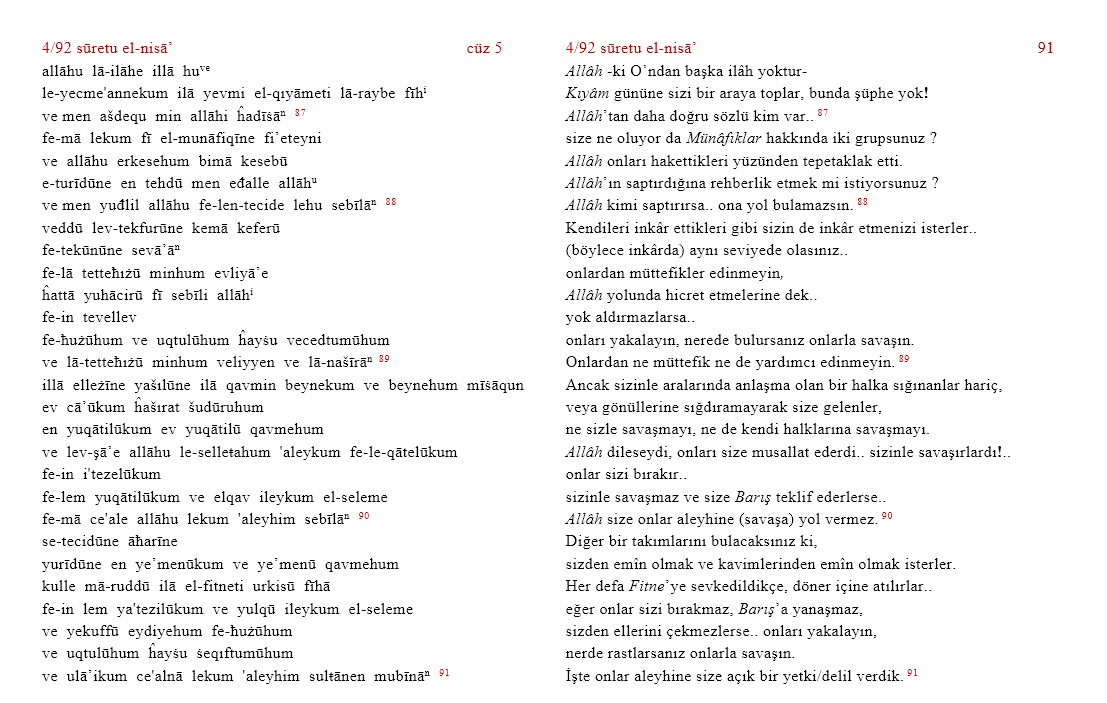 4/92 sūretu el-nisā’ cüz 5
allāhu lā-ilāhe illā huᵛᵉ
le-yecme'annekum ilā yevmi el-qıyāmeti lā-raybe fīhⁱ
ve men ašdequ min allāhi ĥadīṡāⁿ 87
fe-mā lekum fī el-munāfiqīne fi’eteyni
ve allāhu erkesehum bimā kesebū
e-turīdūne en tehdū men eđalle allāhᵘ
ve men yuđlil allāhu fe-len-tecide lehu sebīlāⁿ 88
veddū lev-tekfurūne kemā keferū
fe-tekūnūne sevā’āⁿ
fe-lā tetteħıżū minhum evliyā’e
ĥattā yuhācirū fī sebīli allāhⁱ
fe-in tevellev
fe-ħużūhum ve uqtulūhum ĥayṡu vecedtumūhum
ve lā-tetteħıżū minhum veliyyen ve lā-našīrāⁿ 89
illā elleżīne yašılūne ilā qavmin beynekum ve beynehum mīṡāqun
ev cā’ūkum ĥašırat šudūruhum
en yuqātilūkum ev yuqātilū qavmehum
ve lev-şā’e allāhu le-selleŧahum 'aleykum fe-le-qātelūkum
fe-in i'tezelūkum
fe-lem yuqātilūkum ve elqav ileykum el-seleme
fe-mā ce'ale allāhu lekum 'aleyhim sebīlāⁿ 90
se-tecidūne āħarīne
yurīdūne en ye’menūkum ve ye’menū qavmehum
kulle mā-ruddū ilā el-fitneti urkisū fīhā
fe-in lem ya'tezilūkum ve yulqū ileykum el-seleme
ve yekuffū eydiyehum fe-ħużūhum
ve uqtulūhum ĥayṡu ṡeqıftumūhum
ve ulā’ikum ce'alnā lekum 'aleyhim sulŧānen mubīnāⁿ 91
4/92 sūretu el-nisā’ 91
Allâh -ki O’ndan başka ilâh yoktur-
Kıyâm gününe sizi bir araya toplar, bunda şüphe yok!
Allâh’tan daha doğru sözlü kim var.. 87
size ne oluyor da Münâfıklar hakkında iki grupsunuz ?
Allâh onları hakettikleri yüzünden tepetaklak etti.
Allâh’ın saptırdığına rehberlik etmek mi istiyorsunuz ?
Allâh kimi saptırırsa.. ona yol bulamazsın. 88
Kendileri inkâr ettikleri gibi sizin de inkâr etmenizi isterler..
(böylece inkârda) aynı seviyede olasınız..
onlardan müttefikler edinmeyin,
Allâh yolunda hicret etmelerine dek..
yok aldırmazlarsa..
onları yakalayın, nerede bulursanız onlarla savaşın.
Onlardan ne müttefik ne de yardımcı edinmeyin. 89
Ancak sizinle aralarında anlaşma olan bir halka sığınanlar hariç,
veya gönüllerine sığdıramayarak size gelenler,
ne sizle savaşmayı, ne de kendi halklarına savaşmayı.
Allâh dileseydi, onları size musallat ederdi.. sizinle savaşırlardı!..
onlar sizi bırakır..
sizinle savaşmaz ve size Barış teklif ederlerse..
Allâh size onlar aleyhine (savaşa) yol vermez. 90
Diğer bir takımlarını bulacaksınız ki,
sizden emîn olmak ve kavimlerinden emîn olmak isterler.
Her defa Fitne’ye sevkedildikçe, döner içine atılırlar..
eğer onlar sizi bırakmaz, Barış’a yanaşmaz,
sizden ellerini çekmezlerse.. onları yakalayın,
nerde rastlarsanız onlarla savaşın.
İşte onlar aleyhine size açık bir yetki/delil verdik. 91